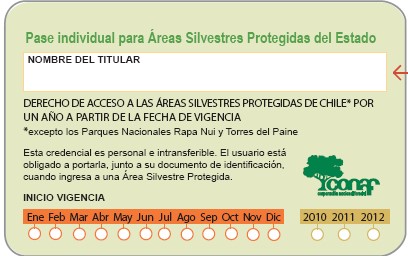 Pase individual para Áreas Silvestres Protegidas del Estado
NOMBRE DEL TITULAR
DERECHO DE ACCESO A LAS ÁREAS SILVESTRES PROTEGIDAS DE CHILE* POR
UN AÑO A PARTIR DE LA FECHA DE VIGENCIA
*excepto los Parques Nacionales Rapa Nui y Torres del Paine
Esta credencial es personal e intransferible. El usuario está
obligado a portarla, junto a su documento de identificación,
cuando ingresa a una Área Silvestre Protegida.
conaf
INICIO VIGENCIA
Ene Feb Mar Abr May Jun Jul Ago Sep Oct Nov Dic 2010 2011 2012